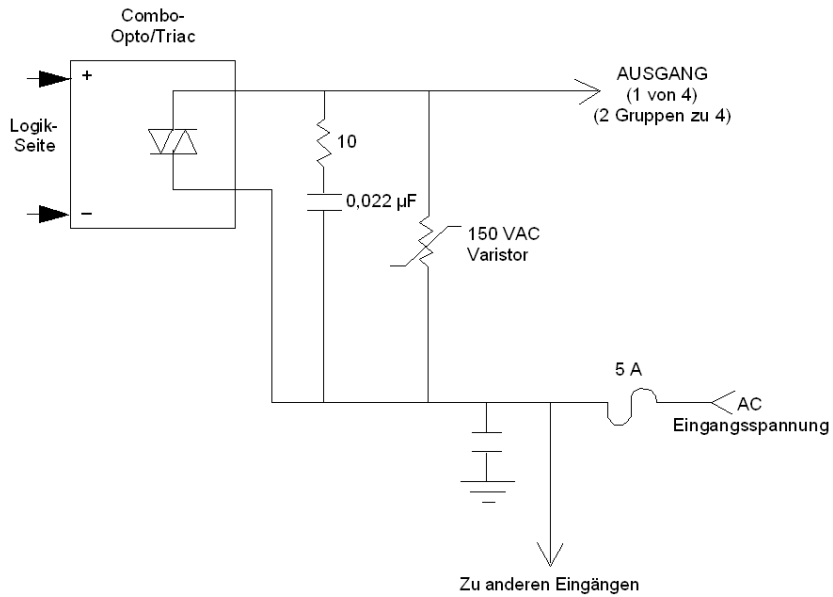 Combo-
Opto/Triac
+
Logik-
Seite
–
AUSGANG
(1 von 4)
(2 Gruppen zu 4)
10
0,022 µF
150 VAC
Varistor
5 A
AC
Eingangsspannung
Zu anderen Eingängen